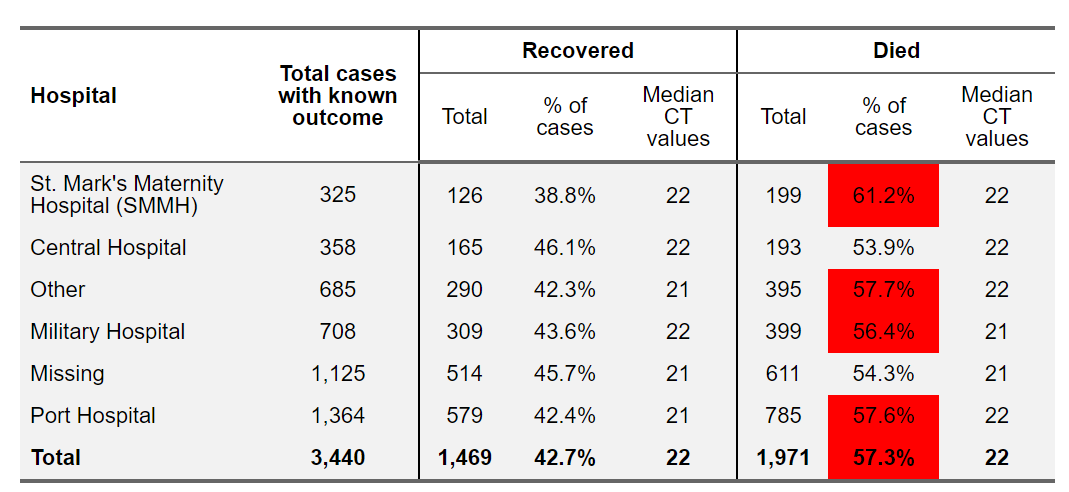 Recovered Died
Hospital Total cases with known outcome Total % of cases Median CT values Total % of cases Median CT values
St. Mark's Maternity Hospital (SMMH) 325 126 38.8% 22 199 61.2% 22
Central Hospital 358 165 46.1% 22 193 53.9% 22
Other 685 290 42.3% 21 395 57.7% 22
Military Hospital 708 309 43.6% 22 399 56.4% 21
Missing 1,125 514 45.7% 21 611 54.3% 21
Port Hospital 1,364 579 42.4% 21 785 57.6% 22
Total 3,440 1,469 42.7% 22 1,971 57.3% 22